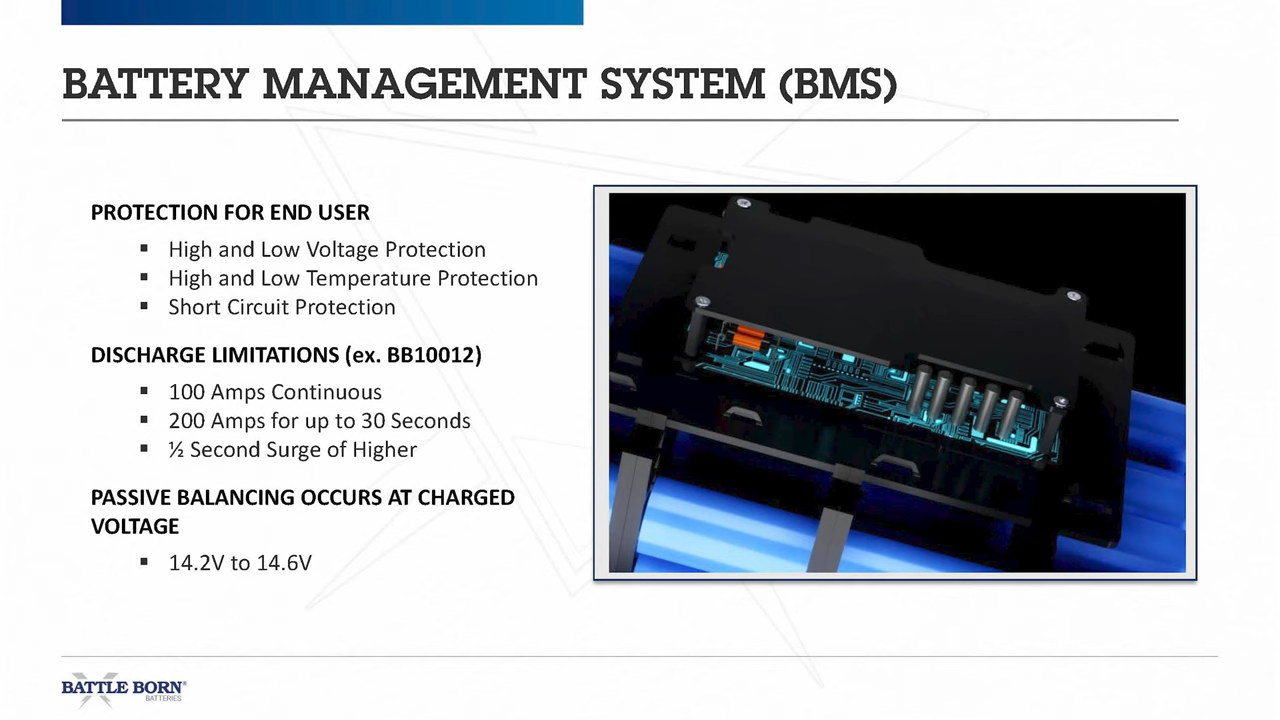 BATTERY MANAGEMENT SYSTEM (BMS)
PROTECTION FOR END USER
▪ High and Low Voltage Protection
▪ High and Low Temperature Protection
▪ Short Circuit Protection
DISCHARGE LIMITATIONS (ex. BB10012)
▪ 100 Amps Continuous
▪ 200 Amps for up to 30 Seconds
▪ ½ Second Surge of Higher
PASSIVE BALANCING OCCURS AT CHARGED
VOLTAGE
▪ 14.2V to 14.6V
BATTLE BORN®
BATTERIES